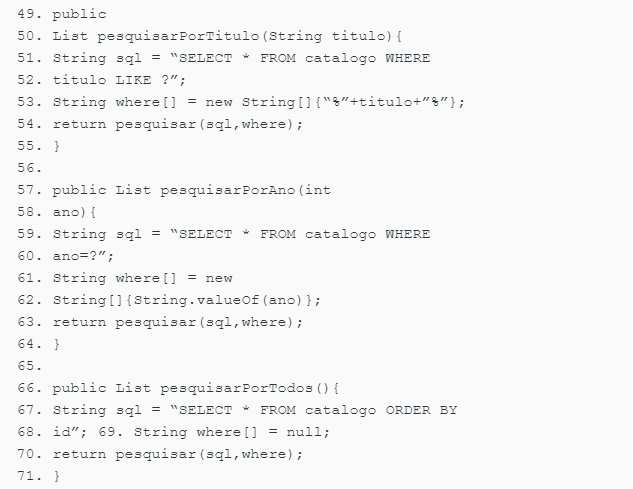 49. public
50. List pesquisarPorTitulo(String titulo){
51. String sql = “SELECT * FROM catalogo WHERE
52. titulo LIKE ?”;
53. String where[] = new String[]{“%”+titulo+”%”};
54. return pesquisar(sql,where);
55. }
56.
57. public List pesquisarPorAno(int
58. ano){
59. String sql = “SELECT * FROM catalogo WHERE
60. ano=?”;
61. String where[] = new
62. String[]{String.valueOf(ano)};
63. return pesquisar(sql,where);
64. }
65.
66. public List pesquisarPorTodos(){
67. String sql = “SELECT * FROM catalogo ORDER BY
68. id”; 69. String where[] = null;
70. return pesquisar(sql,where);
71. }